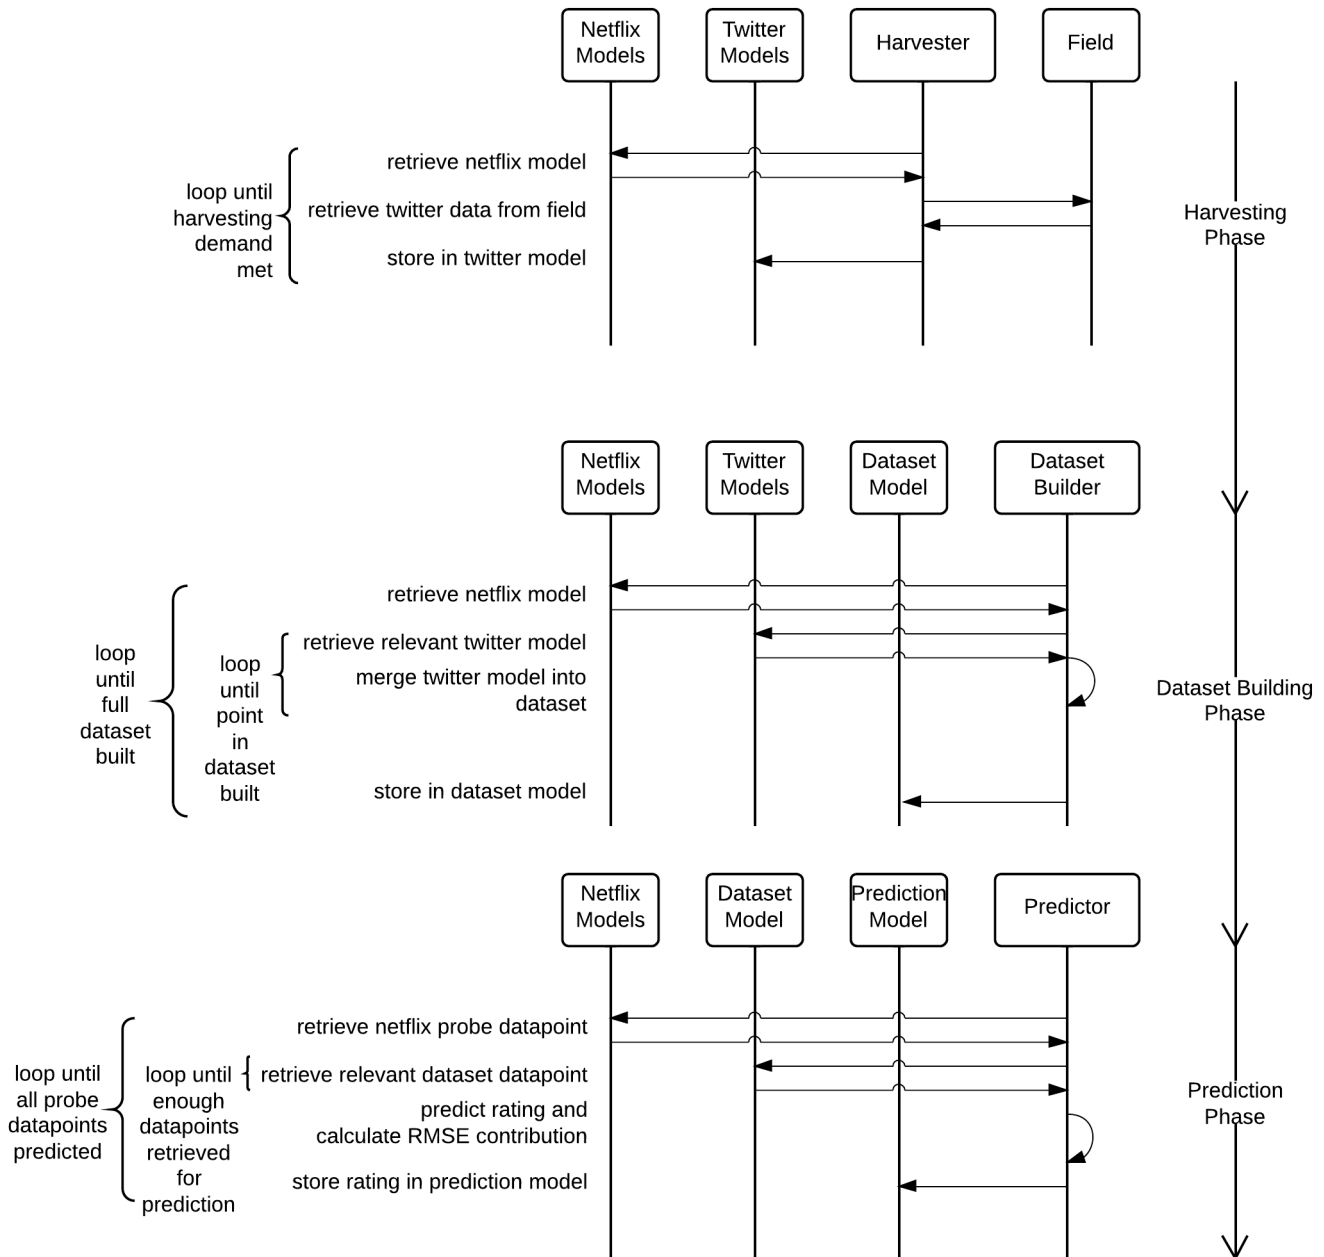 Netflix
Models
Twitter
Models
Harvester
Field
retrieve netflix model
loop until
harvesting
demand
met
retrieve twitter data from field
store in twitter model
Harvesting
Phase
Netflix
Models
Twitter
Models
Dataset
Model
Dataset
Builder
retrieve netflix model
loop
until
full
dataset
built
loop
until
point
in
dataset
built
retrieve relevant twitter model
merge twitter model into
dataset
store in dataset model
Dataset Building
Phase
Netflix
Models
Dataset
Model
Prediction
Model
Predictor
retrieve netflix probe datapoint
loop until
all probe
datapoints
predicted
loop until
enough
datapoints
retrieved
for
prediction
retrieve relevant dataset datapoint
predict rating and
calculate RMSE contribution
store rating in prediction model
Prediction
Phase